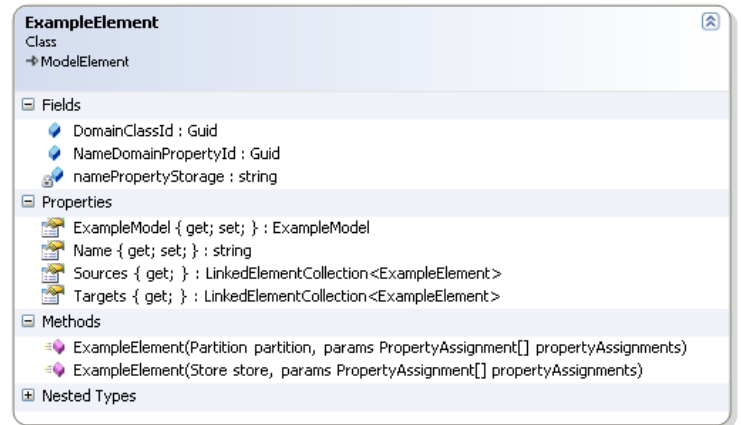 ExampleElement
Class
ModelElement
Fields
DomainClassId : Guid
NameDomainPropertyId : Guid
namePropertyStorage : string
Properties
ExampleModel { get; set; } : ExampleModel
Name { get; set; } : string
Sources { get; } : LinkedElementCollection<ExampleElement>
Targets { get; } : LinkedElementCollection<ExampleElement>
Methods
ExampleElement(Partition partition, params PropertyAssignment[] propertyAssignments)
ExampleElement(Store store, params PropertyAssignment[] propertyAssignments)
Nested Types